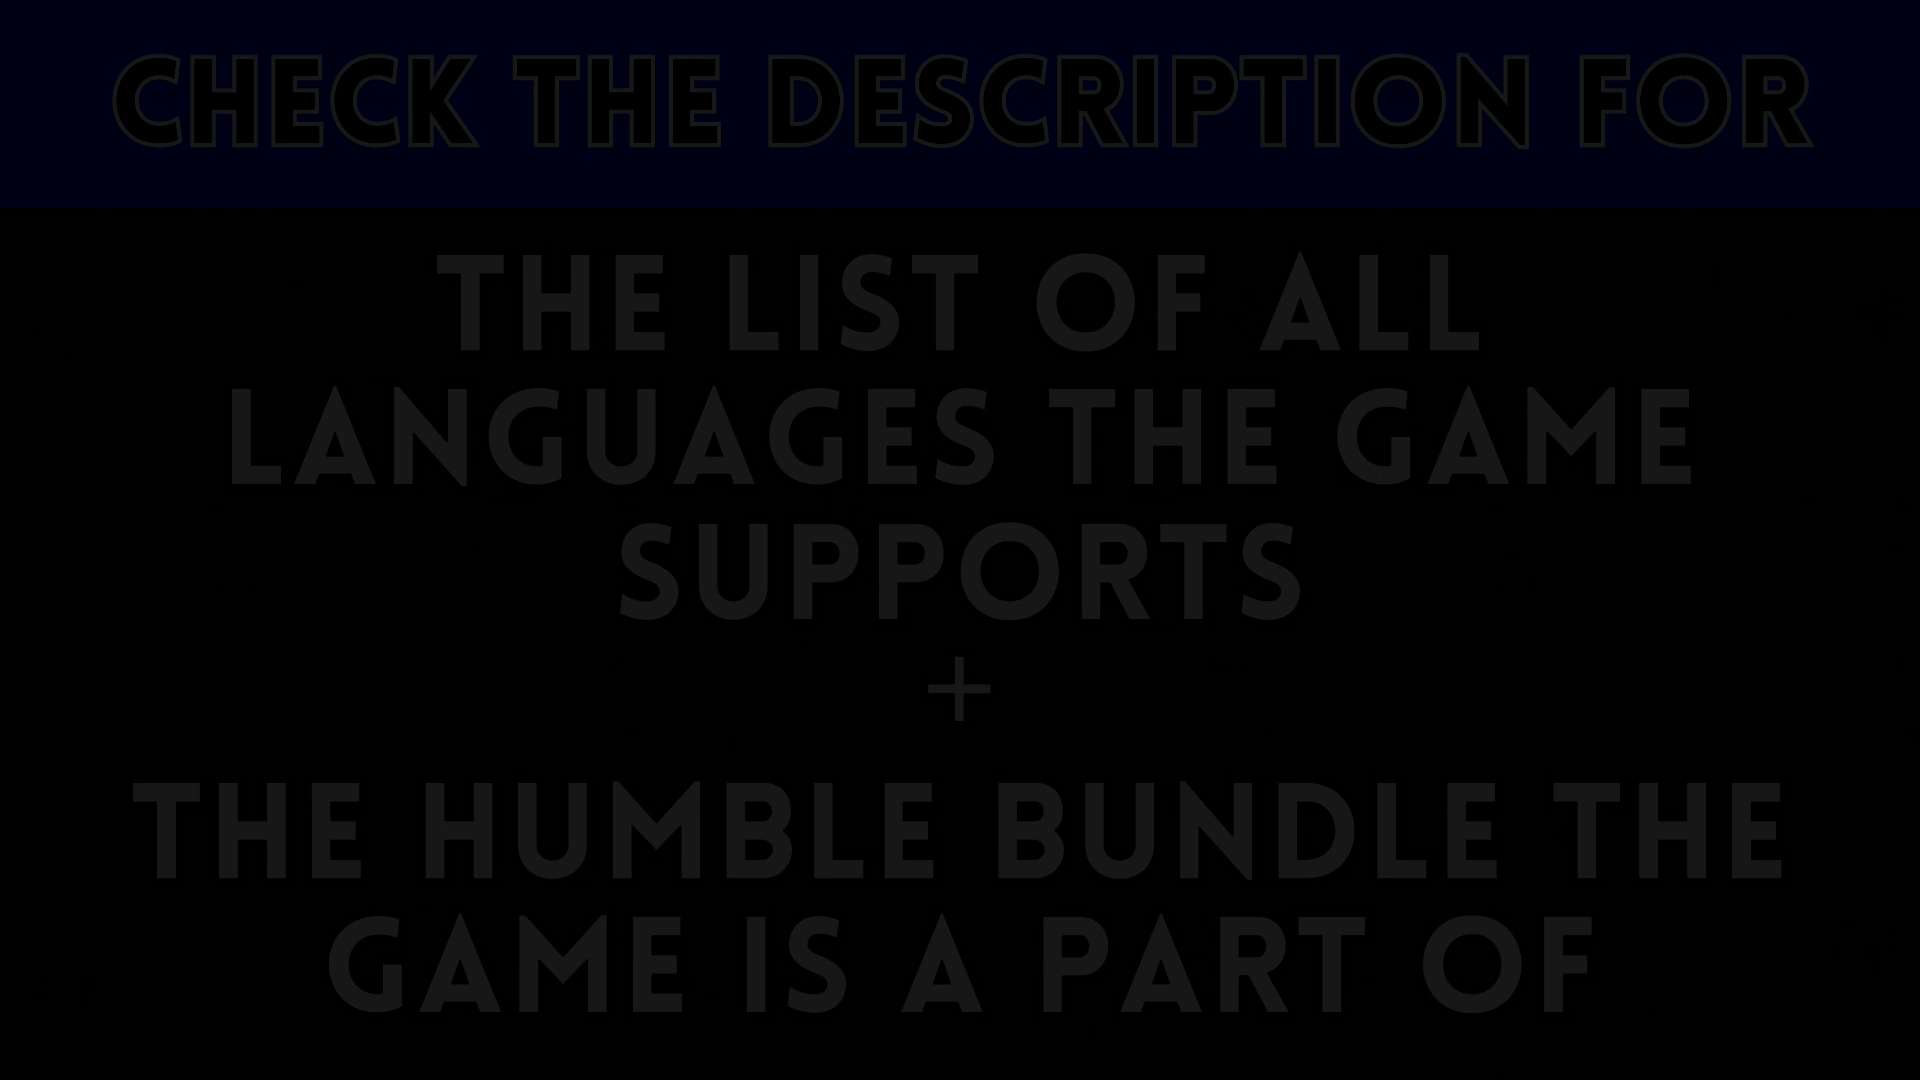 CHECK THE DESCRIPTION FOR
THE LIST OF ALL
LANGUAGES THE GAME
SUPPORTS
+
THE HUMBLE BUNDLE THE
GAME IS A PART OF